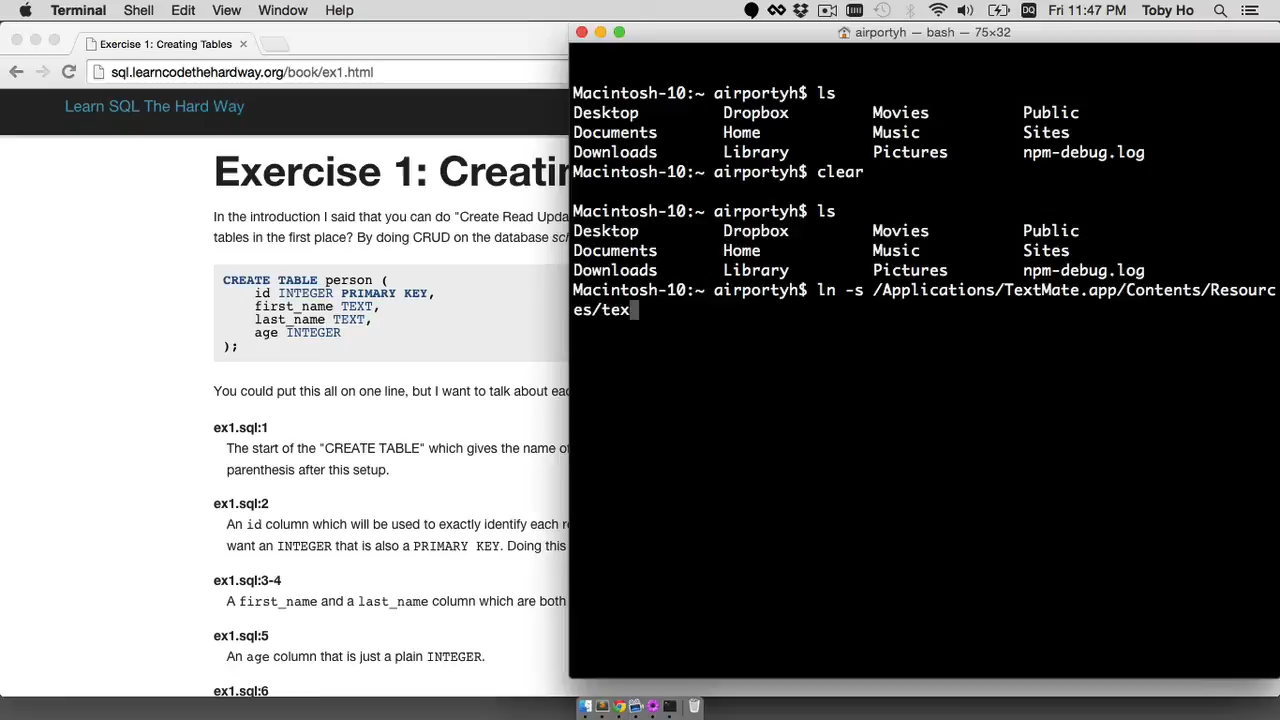 Terminal Shell Edit View Window Help
Fri 11:47 PM Toby Ho
Exercise 1: Creating Tables
sql.learncodethehardway.org/book/ex1.html
Learn SQL The Hard Way
Exercise 1: Creatin
In the introduction I said that you can do "Create Read Upda
tables in the first place? By doing CRUD on the database sch
CREATE TABLE person (
    id INTEGER PRIMARY KEY,
    first_name TEXT,
    last_name TEXT,
    age INTEGER
);
You could put this all on one line, but I want to talk about eac
ex1.sql:1
The start of the "CREATE TABLE" which gives the name of
parenthesis after this setup.
ex1.sql:2
An id column which will be used to exactly identify each re
want an INTEGER that is also a PRIMARY KEY. Doing this
ex1.sql:3-4
A first_name and a last_name column which are both
ex1.sql:5
An age column that is just a plain INTEGER.
ex1.sql:6
airportyh — bash — 75×32
Macintosh-10:~ airportyh$ ls
Desktop Dropbox Movies Public
Documents Home Music Sites
Downloads Library Pictures npm-debug.log
Macintosh-10:~ airportyh$ clear
Macintosh-10:~ airportyh$ ls
Desktop Dropbox Movies Public
Documents Home Music Sites
Downloads Library Pictures npm-debug.log
Macintosh-10:~ airportyh$ ln -s /Applications/TextMate.app/Contents/Resourc
es/tex